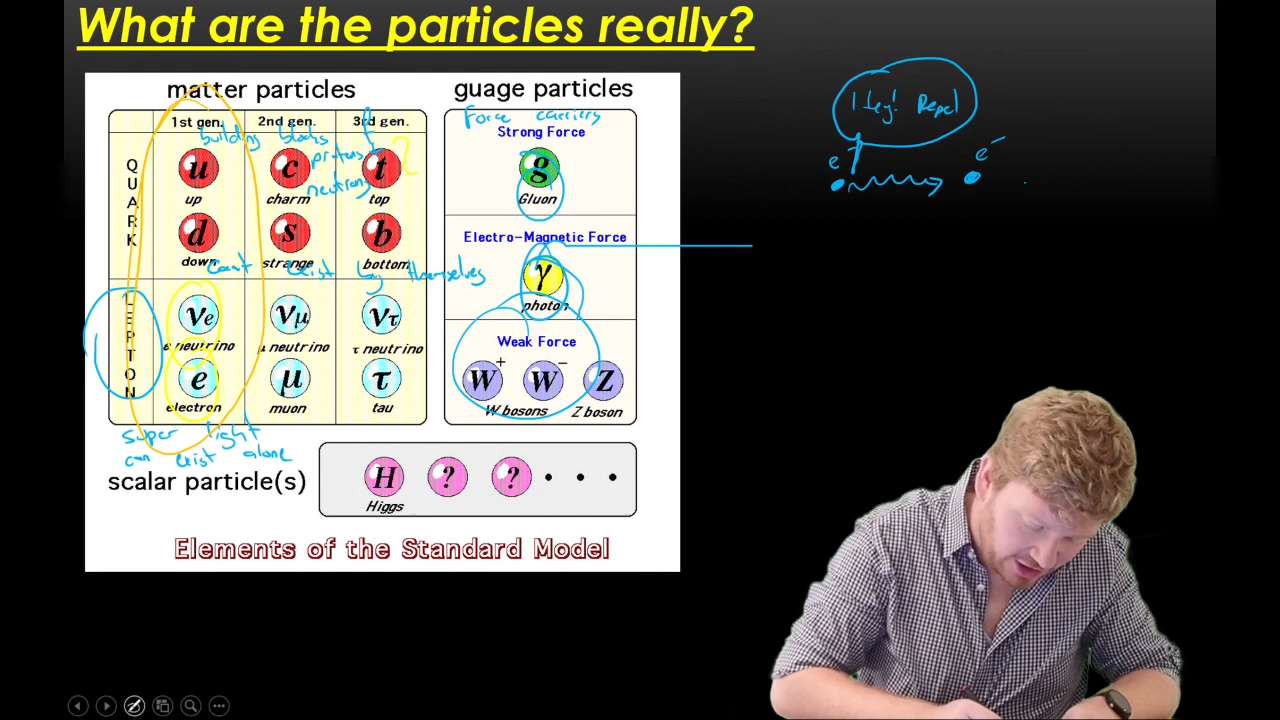 What are the particles really?
matter particles
guage particles
1st gen.
2nd gen.
3rd gen.
Force carriers
Strong Force
building blocks
protons
neutrons
QUARK
u
c
t
g
up
charm
top
Gluon
d
s
b
Electro-Magnetic Force
down
strange
bottom
can't exist by themselves
γ
photon
LEPTON
νe
νμ
ντ
e neutrino
μ neutrino
τ neutrino
Weak Force
e
μ
τ
W+
W−
Z
electron
muon
tau
W bosons
Z boson
super light
can exist alone
scalar particle(s)
H
?
?
• • •
Higgs
Elements of the Standard Model
Hey! Repel
e−
e−